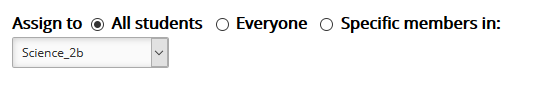 Assign to All students Everyone Specific members in:
Science_2b